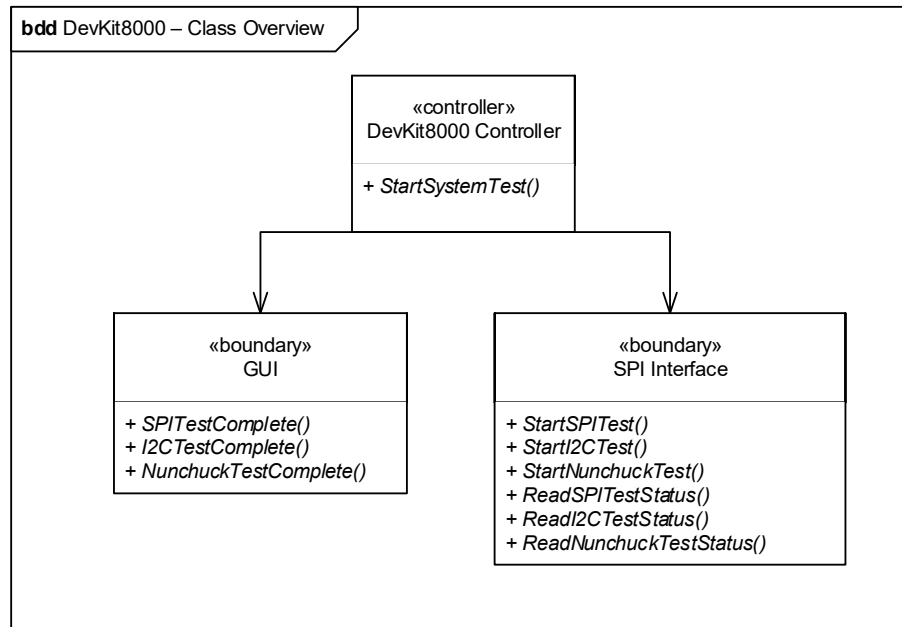 bdd DevKit8000 – Class Overview
«controller»
DevKit8000 Controller
+ StartSystemTest()
«boundary»
GUI
+ SPITestComplete()
+ I2CTestComplete()
+ NunchuckTestComplete()
«boundary»
SPI Interface
+ StartSPITest()
+ StartI2CTest()
+ StartNunchuckTest()
+ ReadSPITestStatus()
+ ReadI2CTestStatus()
+ ReadNunchuckTestStatus()